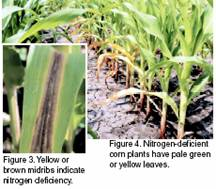 Figure 3. Yellow or
brown midribs indicate
nitrogen deficiency.
Figure 4. Nitrogen-deficient
corn plants have pale green
or yellow leaves.